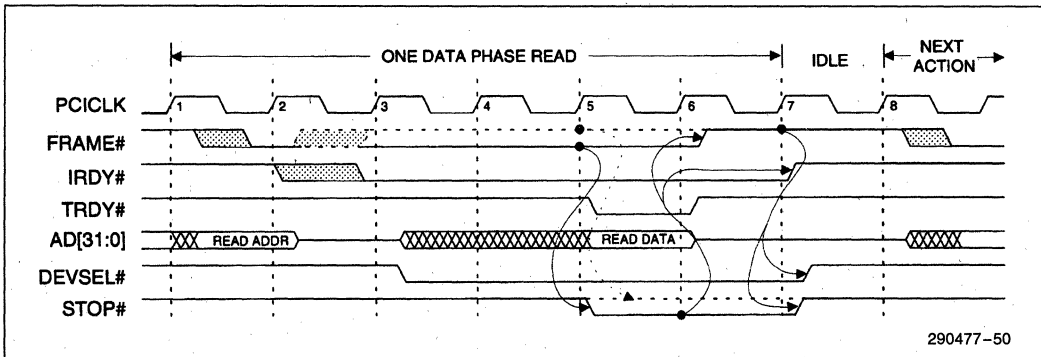 ONE DATA PHASE READ
IDLE
NEXT
ACTION
PCICLK
1 2 3 4 5 6 7 8
FRAME#
IRDY#
TRDY#
AD[31:0]
READ ADDR
READ DATA
DEVSEL#
STOP#
290477–50